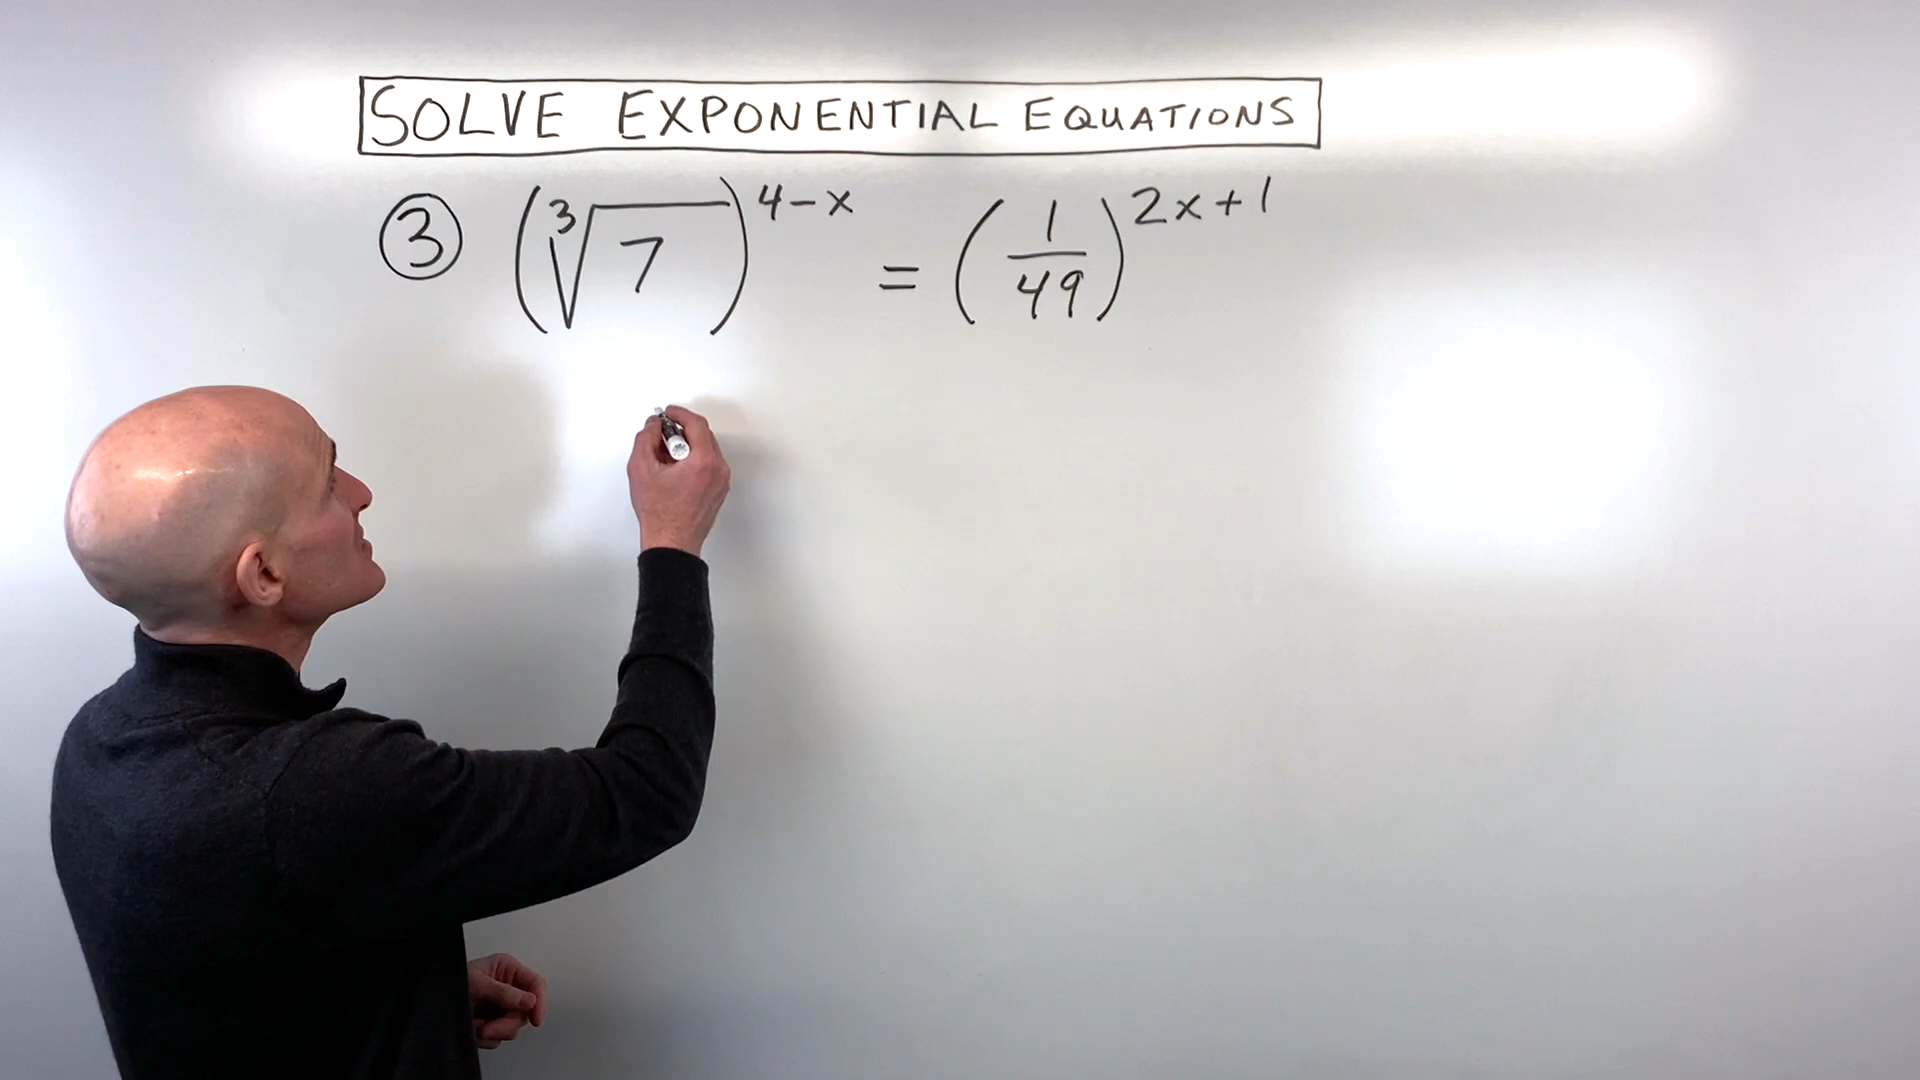 SOLVE EXPONENTIAL EQUATIONS
③ (∛7)^(4-x) = (1/49)^(2x+1)